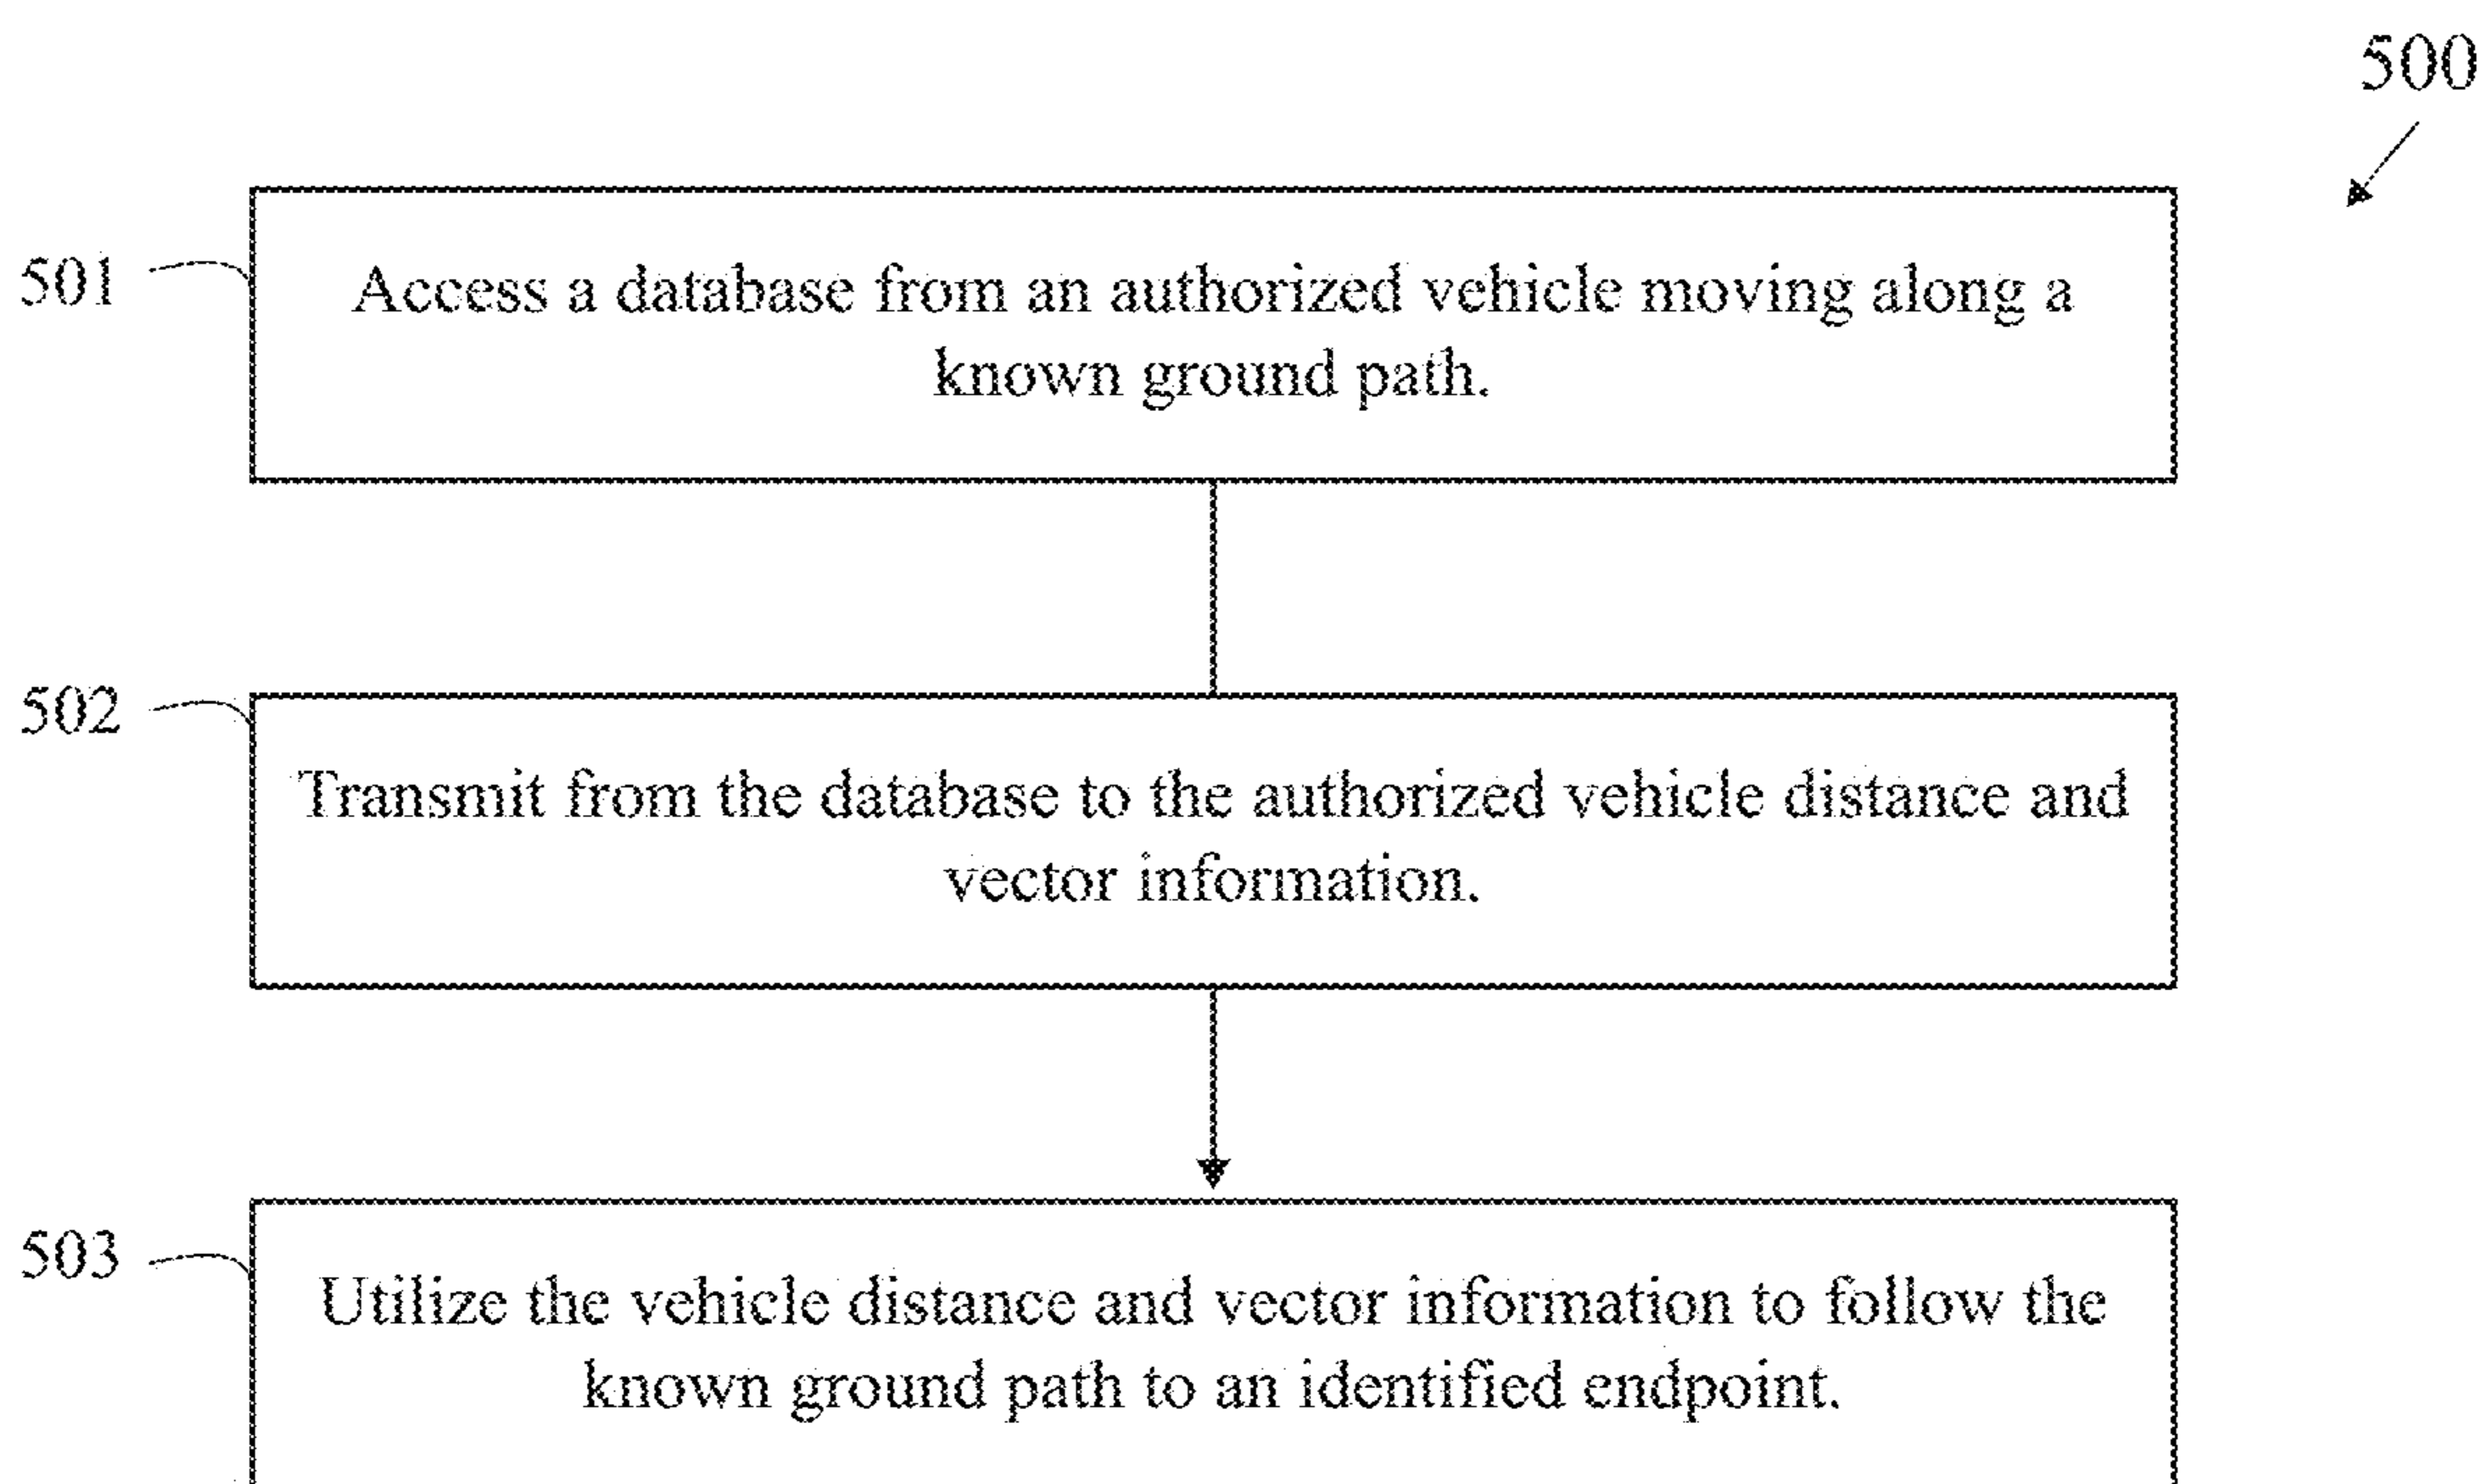 500
501
Access a database from an authorized vehicle moving along a
known ground path.
502
Transmit from the database to the authorized vehicle distance and
vector information.
503
Utilize the vehicle distance and vector information to follow the
known ground path to an identified endpoint.